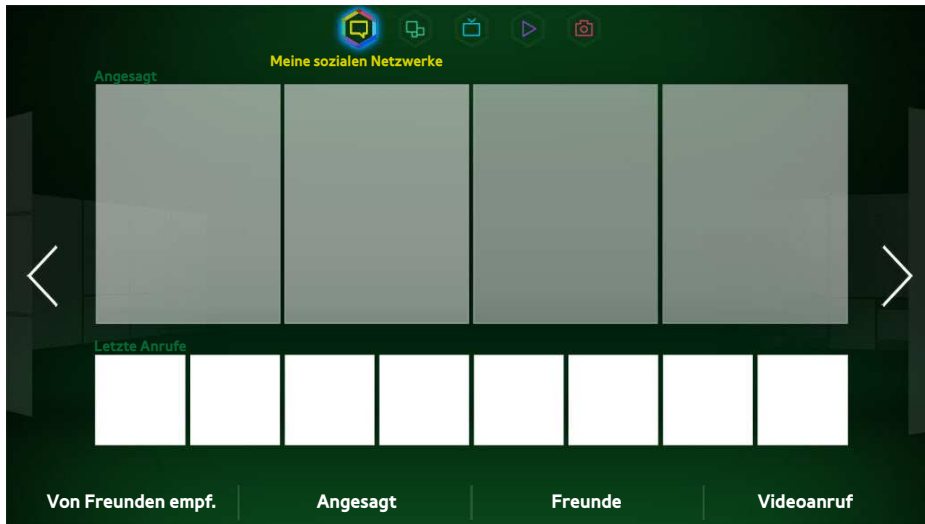 Meine sozialen Netzwerke
Angesagt
Letzte Anrufe
Von Freunden empf.
Angesagt
Freunde
Videoanruf